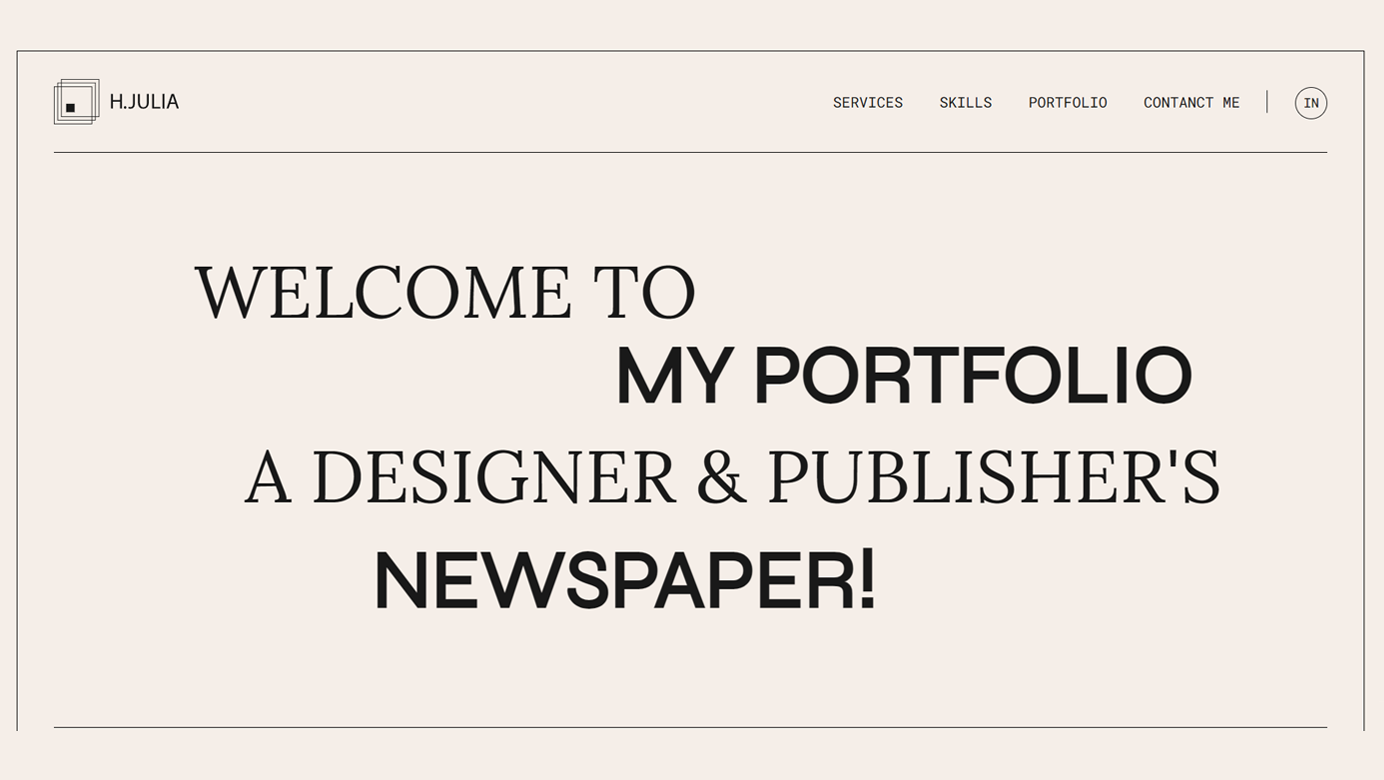 H.JULIA
SERVICES SKILLS PORTFOLIO CONTANCT ME IN
WELCOME TO
MY PORTFOLIO
A DESIGNER & PUBLISHER'S
NEWSPAPER!